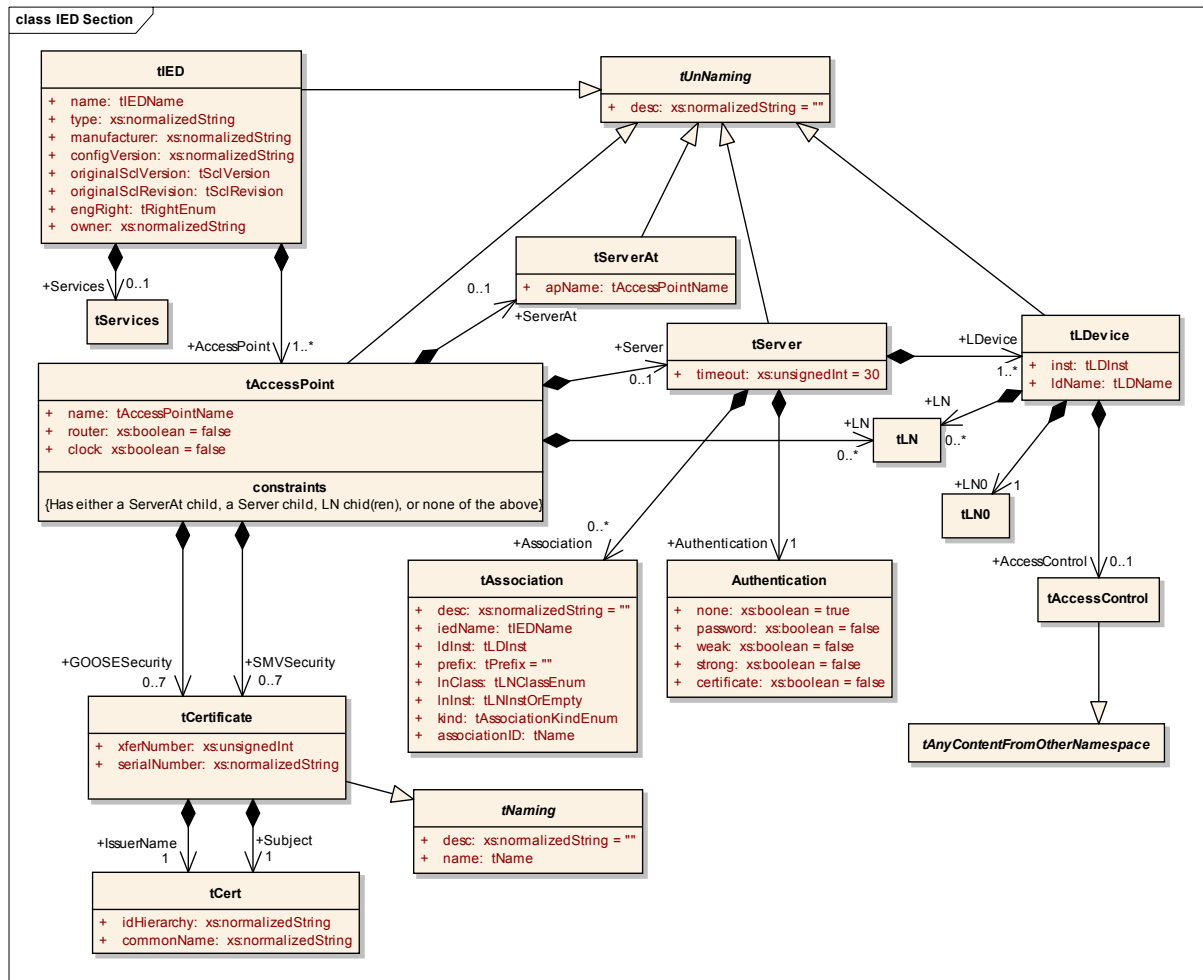 class IED Section
tIED
+ name: tIEDName
+ type: xs:normalizedString
+ manufacturer: xs:normalizedString
+ configVersion: xs:normalizedString
+ originalSclVersion: tSclVersion
+ originalSclRevision: tSclRevision
+ engRight: tRightEnum
+ owner: xs:normalizedString
tUnNaming
+ desc: xs:normalizedString = ""
+Services
0..1
tServices
+AccessPoint
1..*
tServerAt
+ apName: tAccessPointName
0..1
+ServerAt
tAccessPoint
+ name: tAccessPointName
+ router: xs:boolean = false
+ clock: xs:boolean = false
constraints
{Has either a ServerAt child, a Server child, LN chid(ren), or none of the above}
+Server
0..1
tServer
+ timeout: xs:unsignedInt = 30
+LDevice
1..*
tLDevice
+ inst: tLDInst
+ ldName: tLDName
+LN
0..*
+LN
0..*
tLN
+LN0
1
tLN0
+AccessControl
0..1
tAccessControl
tAnyContentFromOtherNamespace
0..*
+Association
tAssociation
+ desc: xs:normalizedString = ""
+ iedName: tIEDName
+ ldInst: tLDInst
+ prefix: tPrefix = ""
+ lnClass: tLNClassEnum
+ lnInst: tLNInstOrEmpty
+ kind: tAssociationKindEnum
+ associationID: tName
+Authentication
1
Authentication
+ none: xs:boolean = true
+ password: xs:boolean = false
+ weak: xs:boolean = false
+ strong: xs:boolean = false
+ certificate: xs:boolean = false
+GOOSESecurity
0..7
+SMVSecurity
0..7
tCertificate
+ xferNumber: xs:unsignedInt
+ serialNumber: xs:normalizedString
tNaming
+ desc: xs:normalizedString = ""
+ name: tName
+IssuerName
1
+Subject
1
tCert
+ idHierarchy: xs:normalizedString
+ commonName: xs:normalizedString